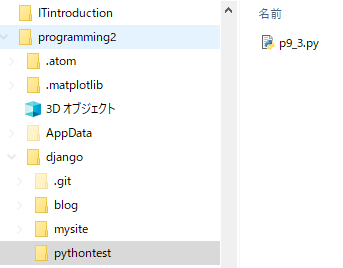 ITintroduction
programming2
.atom
.matplotlib
3D オブジェクト
AppData
django
.git
blog
mysite
pythontest
名前
p9_3.py